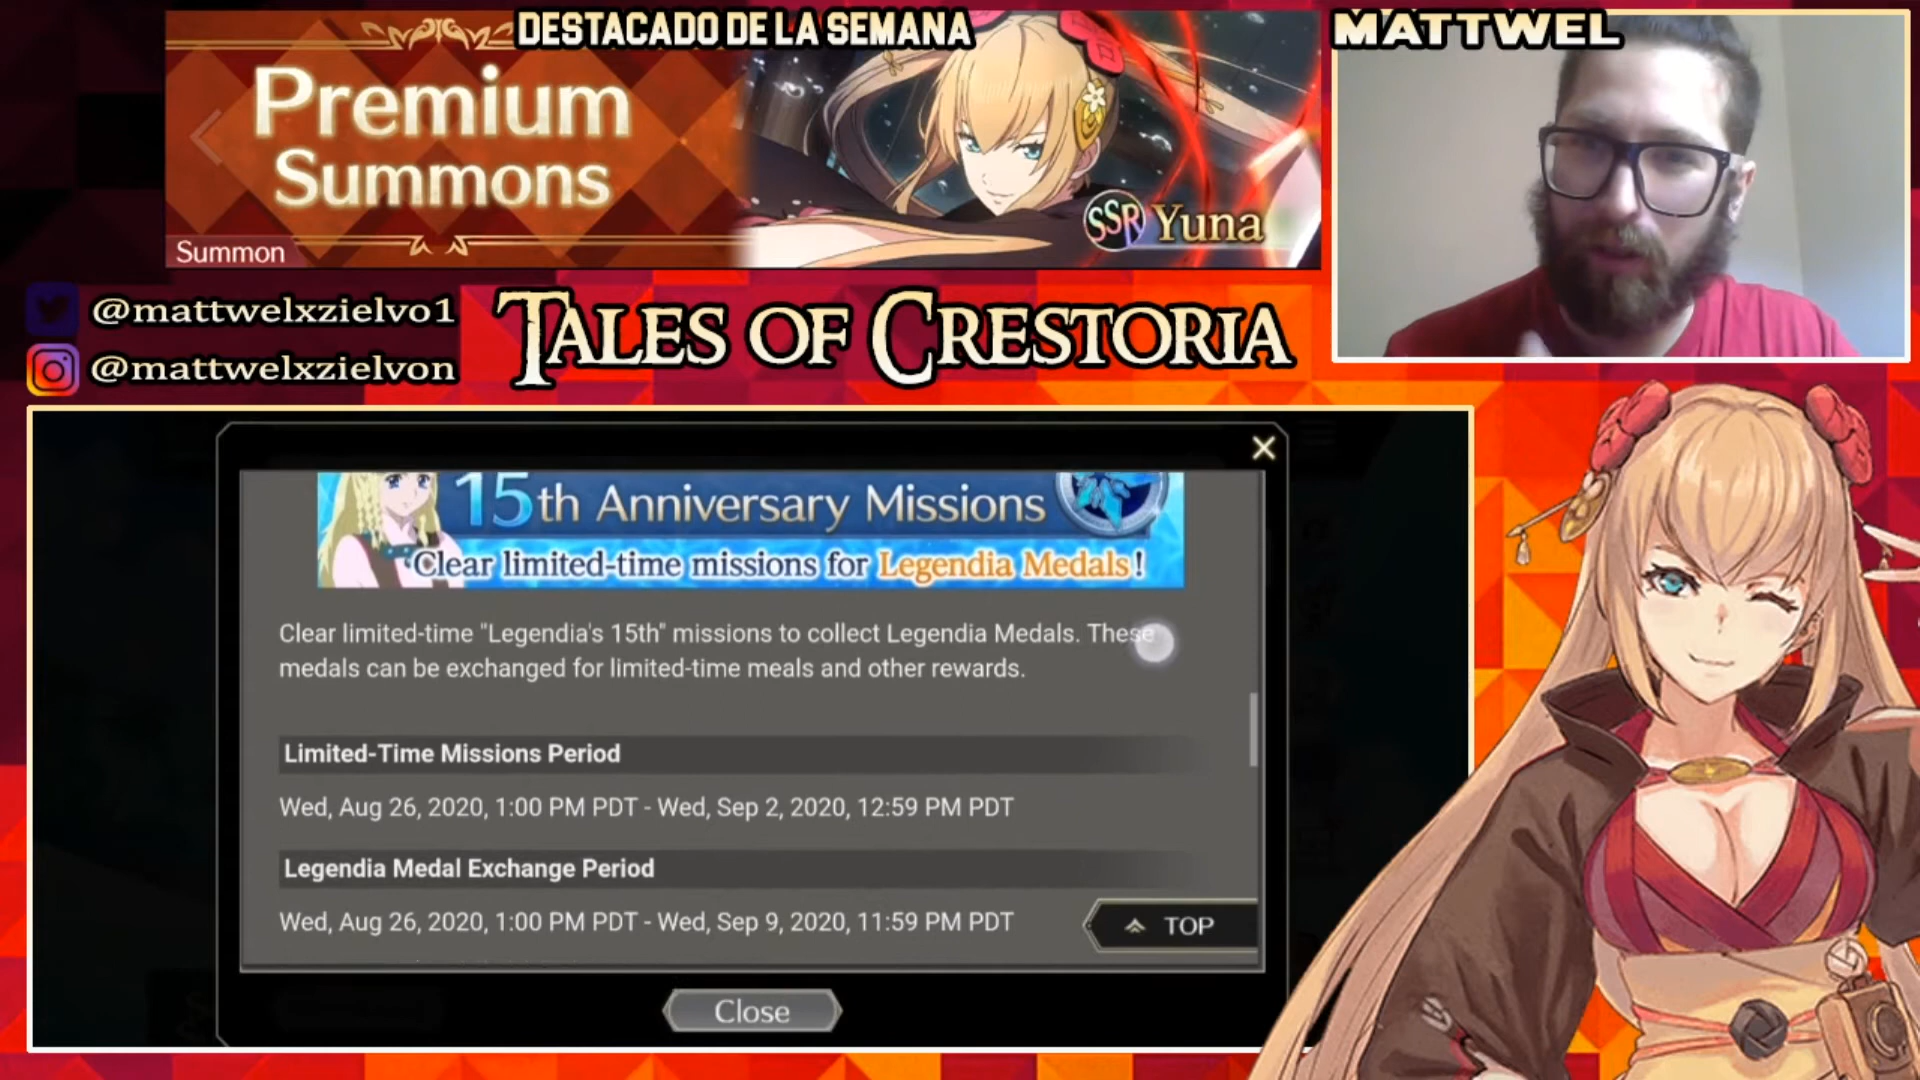 DESTACADO DE LA SEMANA
MATTWEL
Premium
Summons
SSR Yuna
Summon
@mattwelxzielvo1
@mattwelxzielvon
TALES OF CRESTORIA
15th Anniversary Missions
Clear limited-time missions for Legendia Medals!
Clear limited-time "Legendia's 15th" missions to collect Legendia Medals. These
medals can be exchanged for limited-time meals and other rewards.
Limited-Time Missions Period
Wed, Aug 26, 2020, 1:00 PM PDT - Wed, Sep 2, 2020, 12:59 PM PDT
Legendia Medal Exchange Period
Wed, Aug 26, 2020, 1:00 PM PDT - Wed, Sep 9, 2020, 11:59 PM PDT
TOP
Close